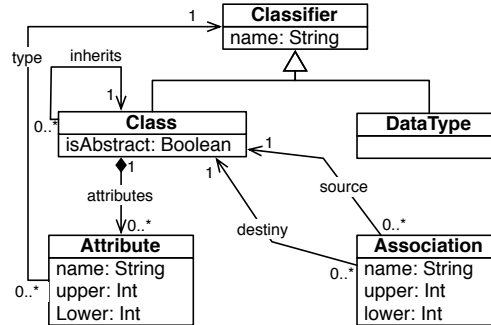 Classifier
name: String
1
type
inherits
1
0..*
Class
isAbstract: Boolean
DataType
1
attributes
0..*
1
1
source
destiny
0..*
0..*
Attribute
name: String
upper: Int
Lower: Int
0..*
Association
name: String
upper: Int
lower: Int